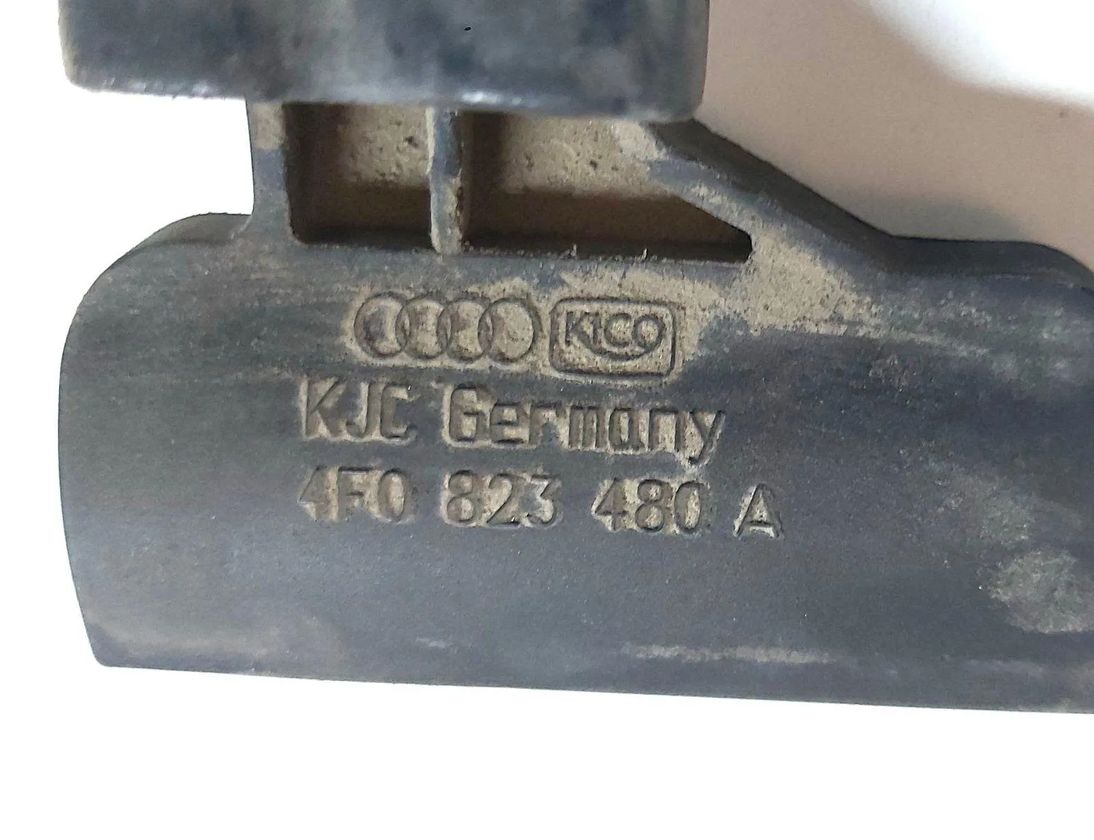 KICO
KJC Germany
4F0 823 480 A